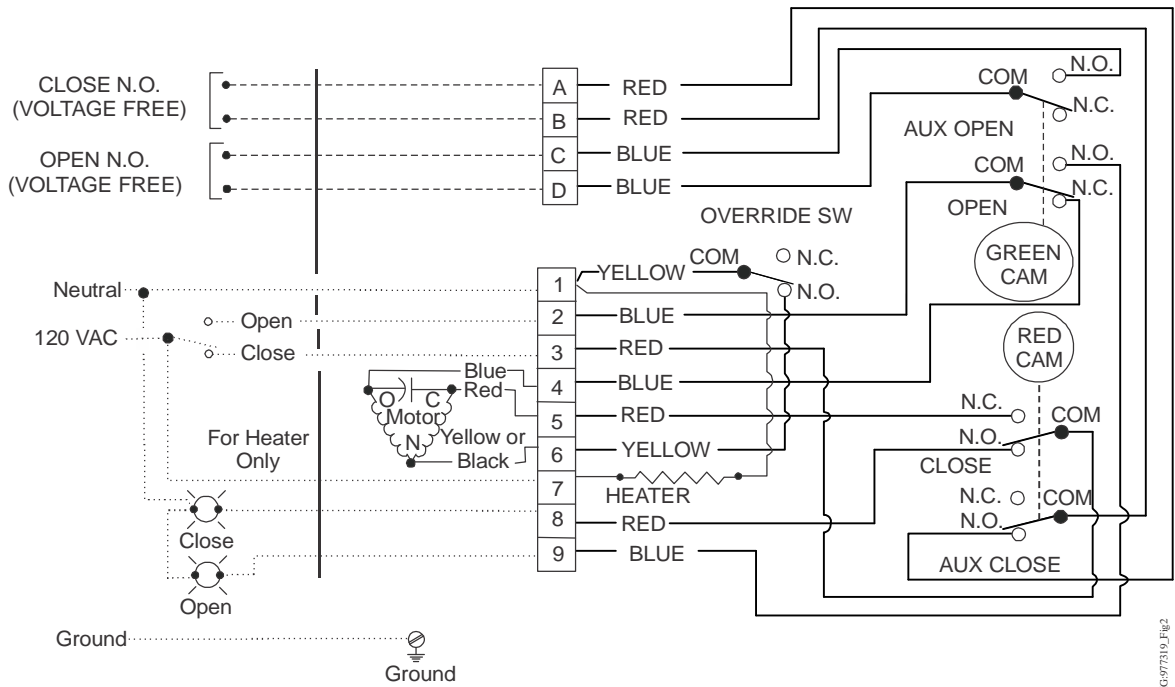 CLOSE N.O.
(VOLTAGE FREE)
OPEN N.O.
(VOLTAGE FREE)
A RED
B RED
C BLUE
D BLUE
COM
N.O.
N.C.
AUX OPEN
COM
N.O.
N.C.
OPEN
GREEN
CAM
RED
CAM
OVERRIDE SW
COM
N.C.
N.O.
Neutral
120 VAC
Open
Close
1 YELLOW
2 BLUE
3 RED
4 BLUE
5 RED
6 YELLOW
7
HEATER
8 RED
9 BLUE
Blue
Red
O C
Motor
N
Yellow or
Black
For Heater
Only
Close
Open
N.C.
COM
N.O.
CLOSE
N.C.
COM
N.O.
AUX CLOSE
Ground
Ground
G:977319_Fig2